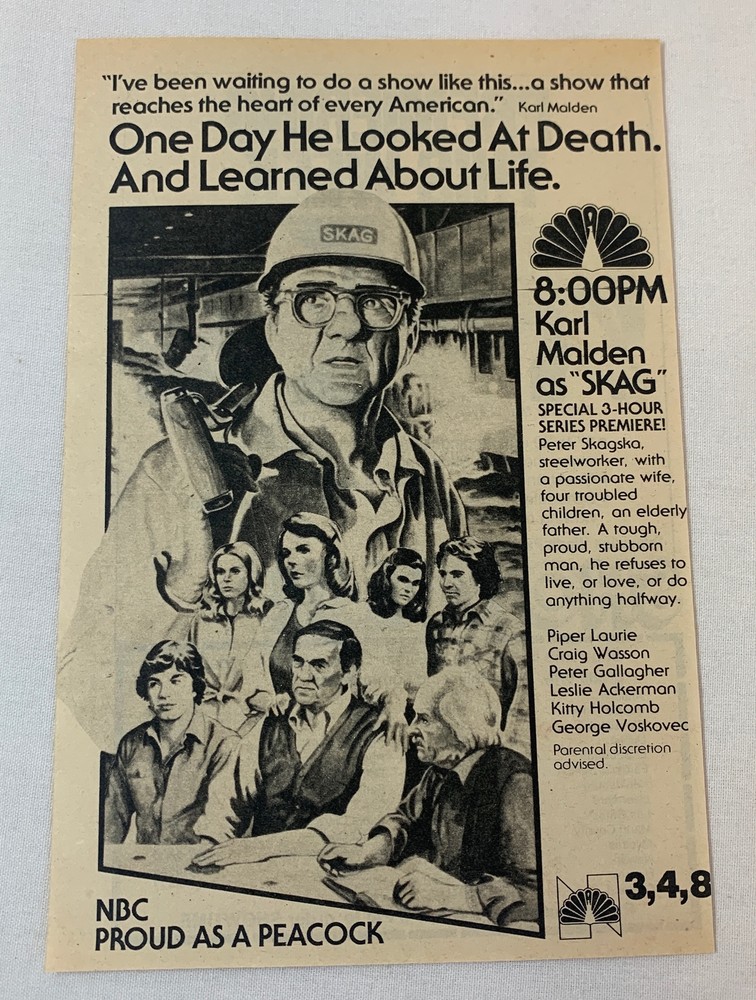 "I've been waiting to do a show like this...a show that
reaches the heart of every American." Karl Malden
One Day He Looked At Death.
And Learned About Life.
SKAG
8:00PM
Karl
Malden
as "SKAG"
SPECIAL 3-HOUR
SERIES PREMIERE!
Peter Skagska,
steelworker, with
a passionate wife,
four troubled
children, an elderly
father. A tough,
proud, stubborn
man, he refuses to
live, or love, or do
anything halfway.
Piper Laurie
Craig Wasson
Peter Gallagher
Leslie Ackerman
Kitty Holcomb
George Voskovec
Parental discretion
advised.
3,4,8
NBC
PROUD AS A PEACOCK